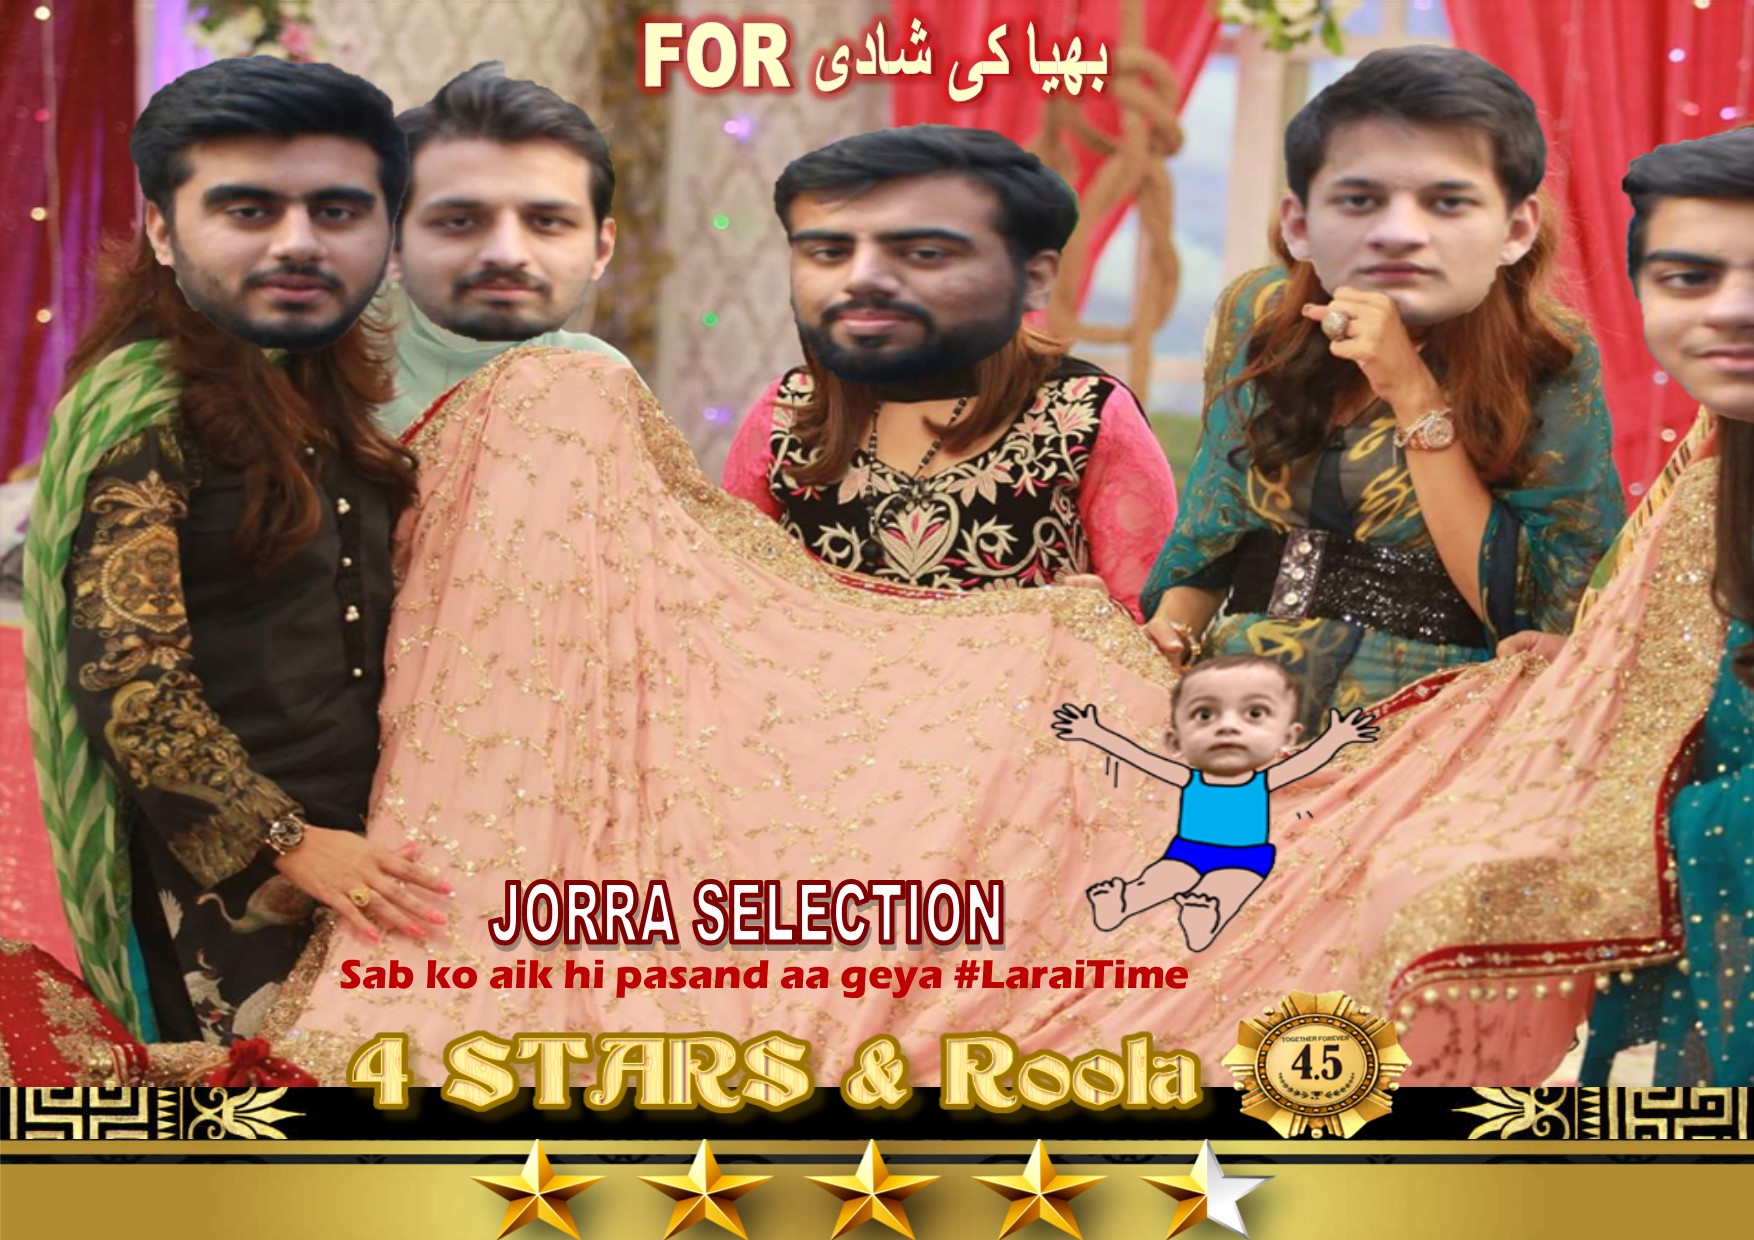 FOR بھیا کی شادی
JORRA SELECTION
Sab ko aik hi pasand aa geya #LaraiTime
4 STARS & Roola
TOGETHER FOREVER
4.5